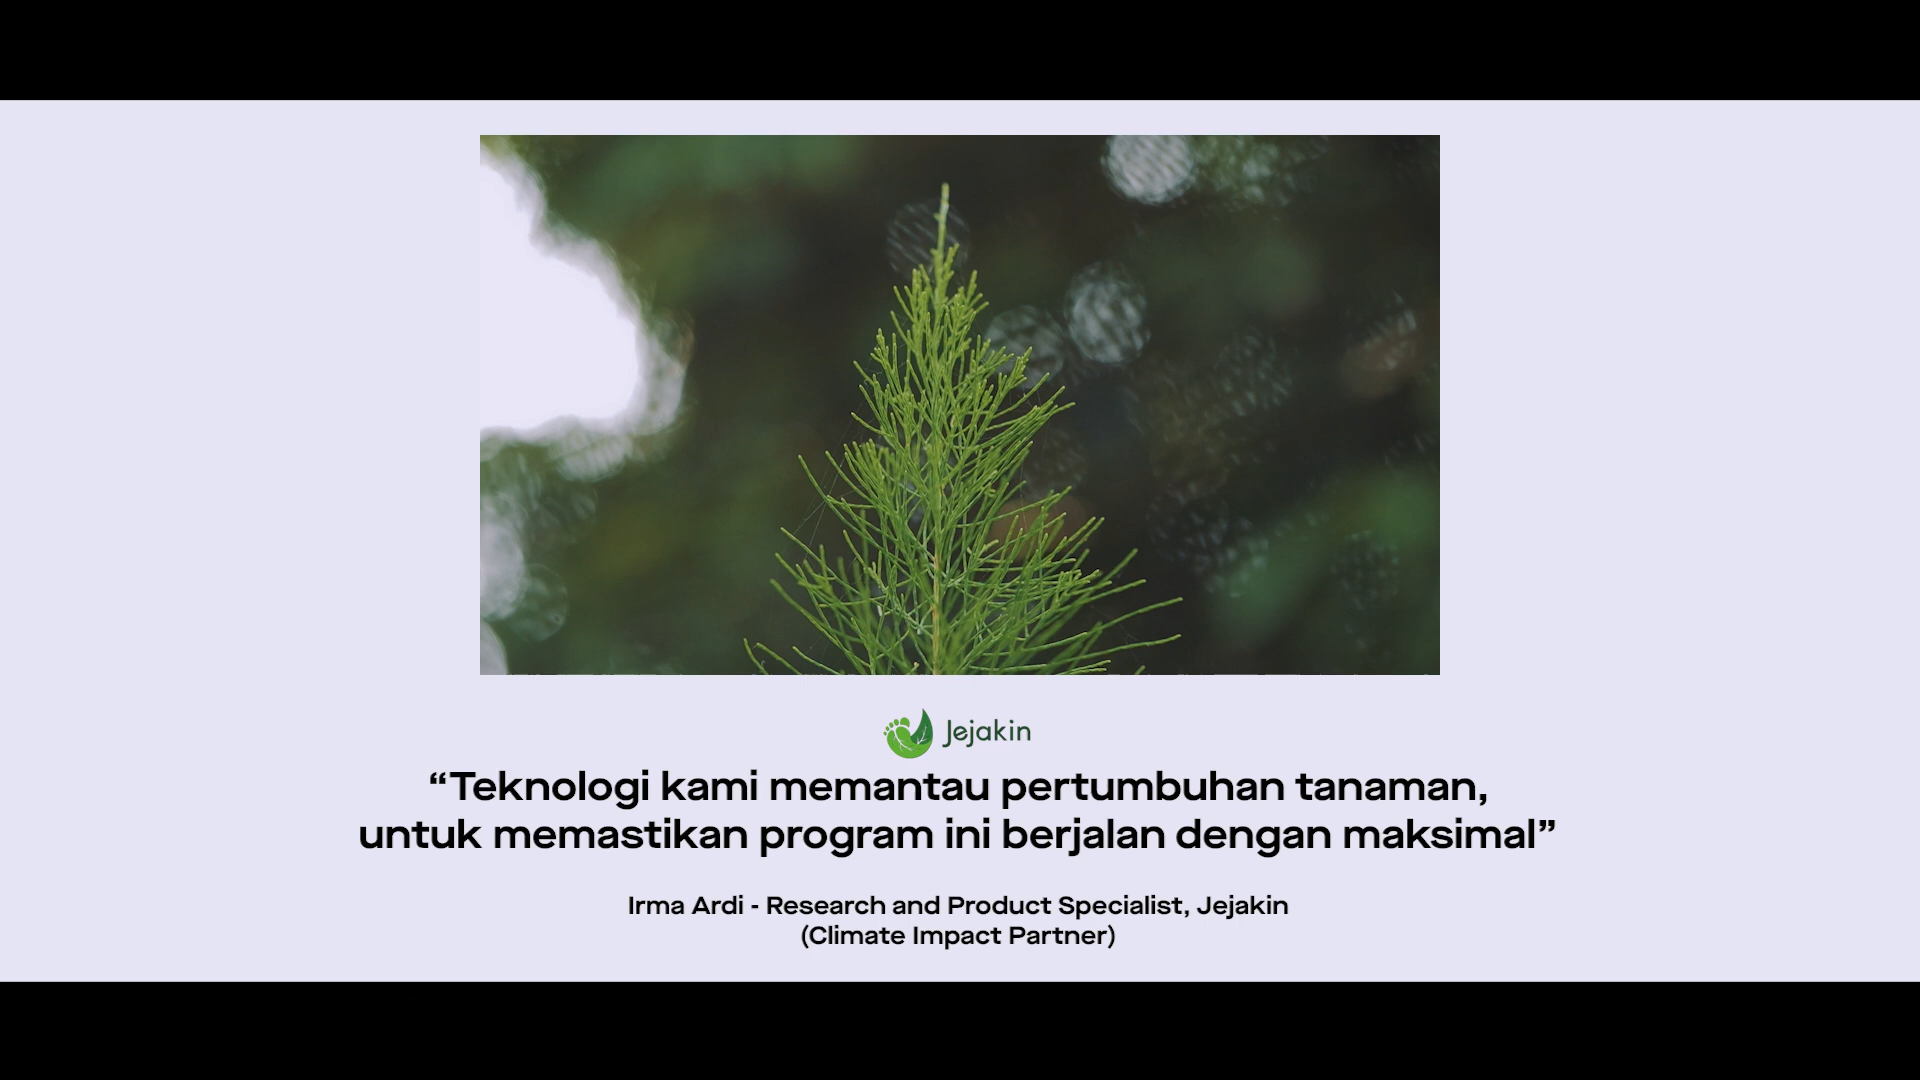 Jejakin
“Teknologi kami memantau pertumbuhan tanaman,
untuk memastikan program ini berjalan dengan maksimal”
Irma Ardi - Research and Product Specialist, Jejakin
(Climate Impact Partner)